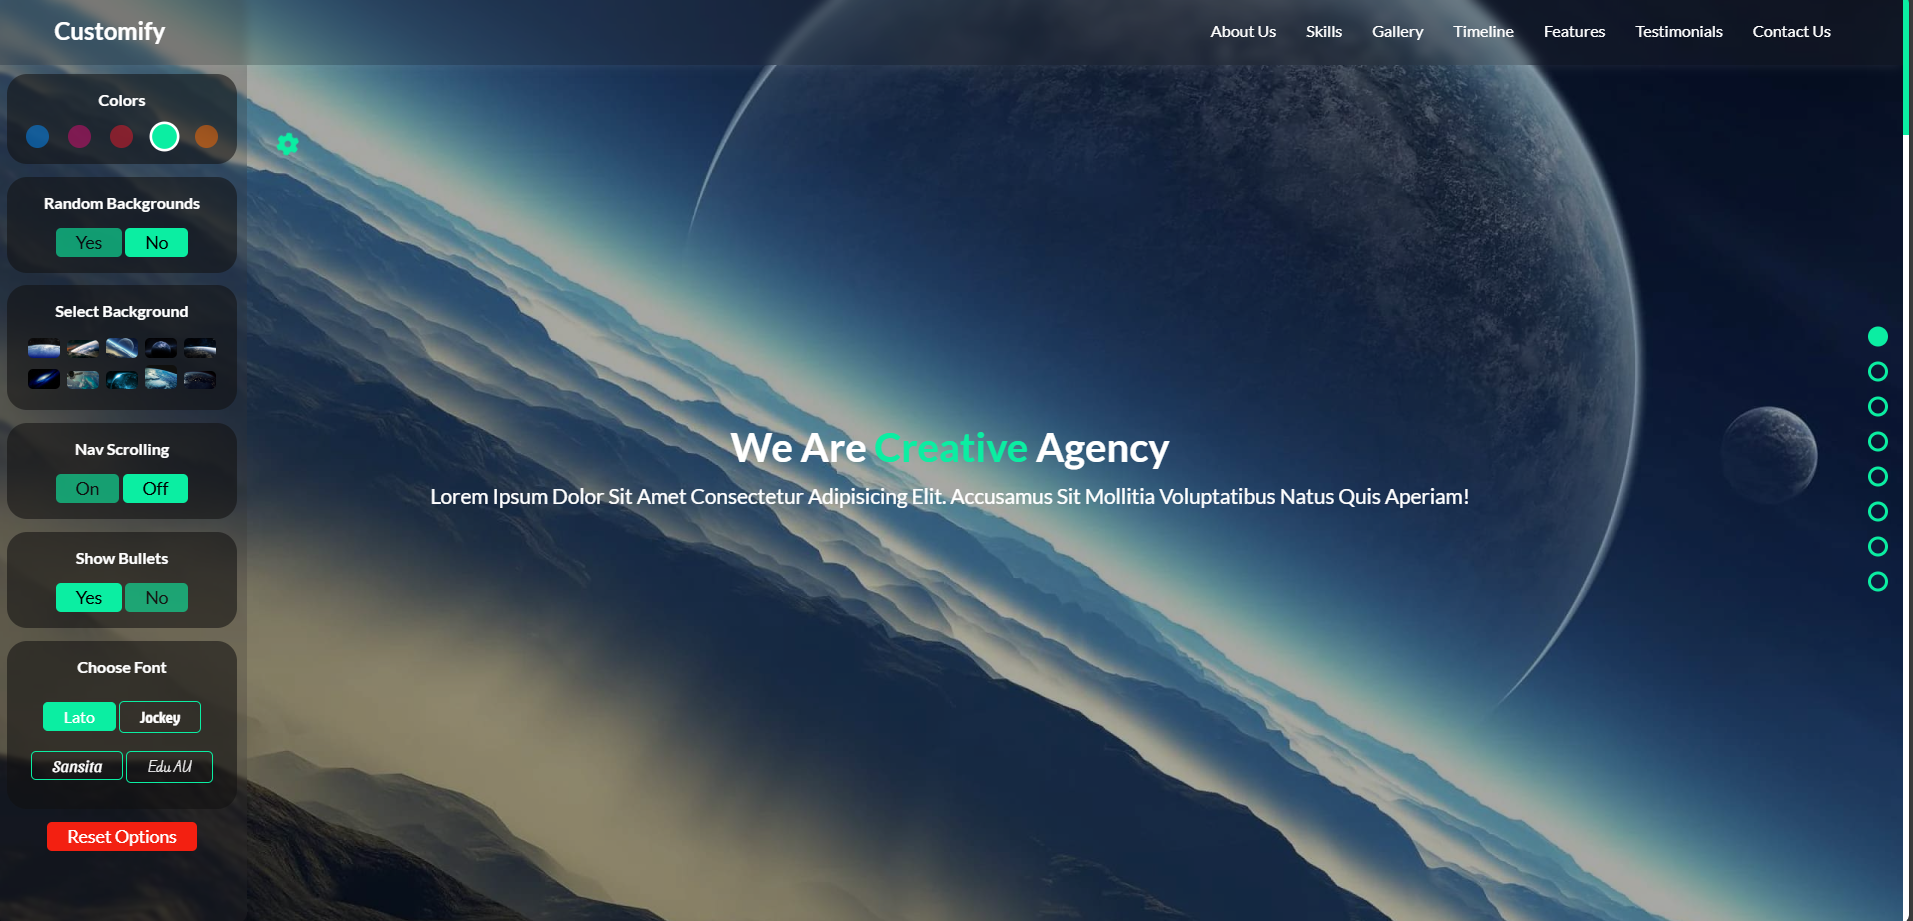 Customify
About Us Skills Gallery Timeline Features Testimonials Contact Us
Colors
Random Backgrounds
Yes No
Select Background
Nav Scrolling
On Off
Show Bullets
Yes No
Choose Font
Lato Jockey
Sansita Edu AU
Reset Options
We Are Creative Agency
Lorem Ipsum Dolor Sit Amet Consectetur Adipisicing Elit. Accusamus Sit Mollitia Voluptatibus Natus Quis Aperiam!